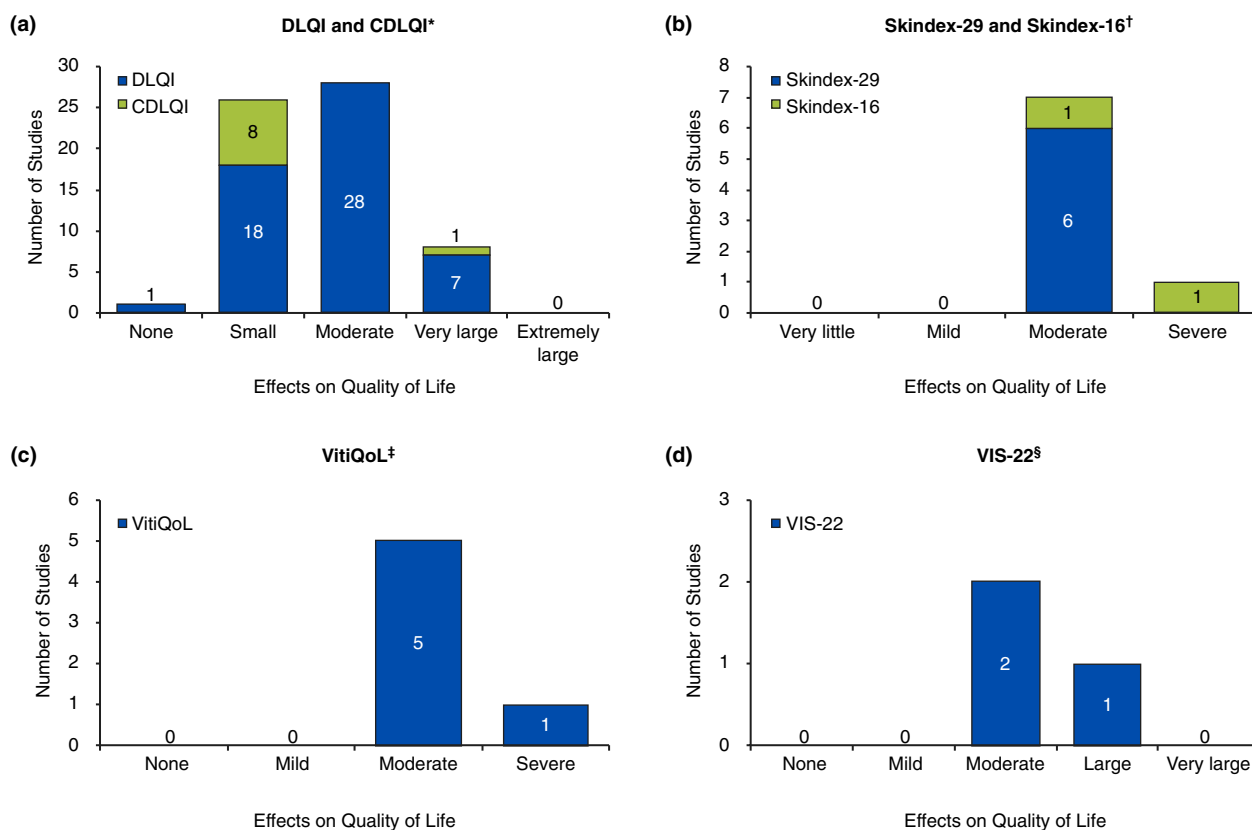 (a)
DLQI and CDLQI*
DLQI
CDLQI
Number of Studies
30
25
20
15
10
5
0
1
8
18
28
1
7
0
None
Small
Moderate
Very large
Extremely
large
Effects on Quality of Life
(b)
Skindex-29 and Skindex-16†
Skindex-29
Skindex-16
Number of Studies
8
7
6
5
4
3
2
1
0
0
0
1
6
1
Very little
Mild
Moderate
Severe
Effects on Quality of Life
(c)
VitiQoL‡
VitiQoL
Number of Studies
6
5
4
3
2
1
0
0
0
5
1
None
Mild
Moderate
Severe
Effects on Quality of Life
(d)
VIS-22§
VIS-22
Number of Studies
3
2
1
0
0
0
2
1
0
None
Mild
Moderate
Large
Very large
Effects on Quality of Life